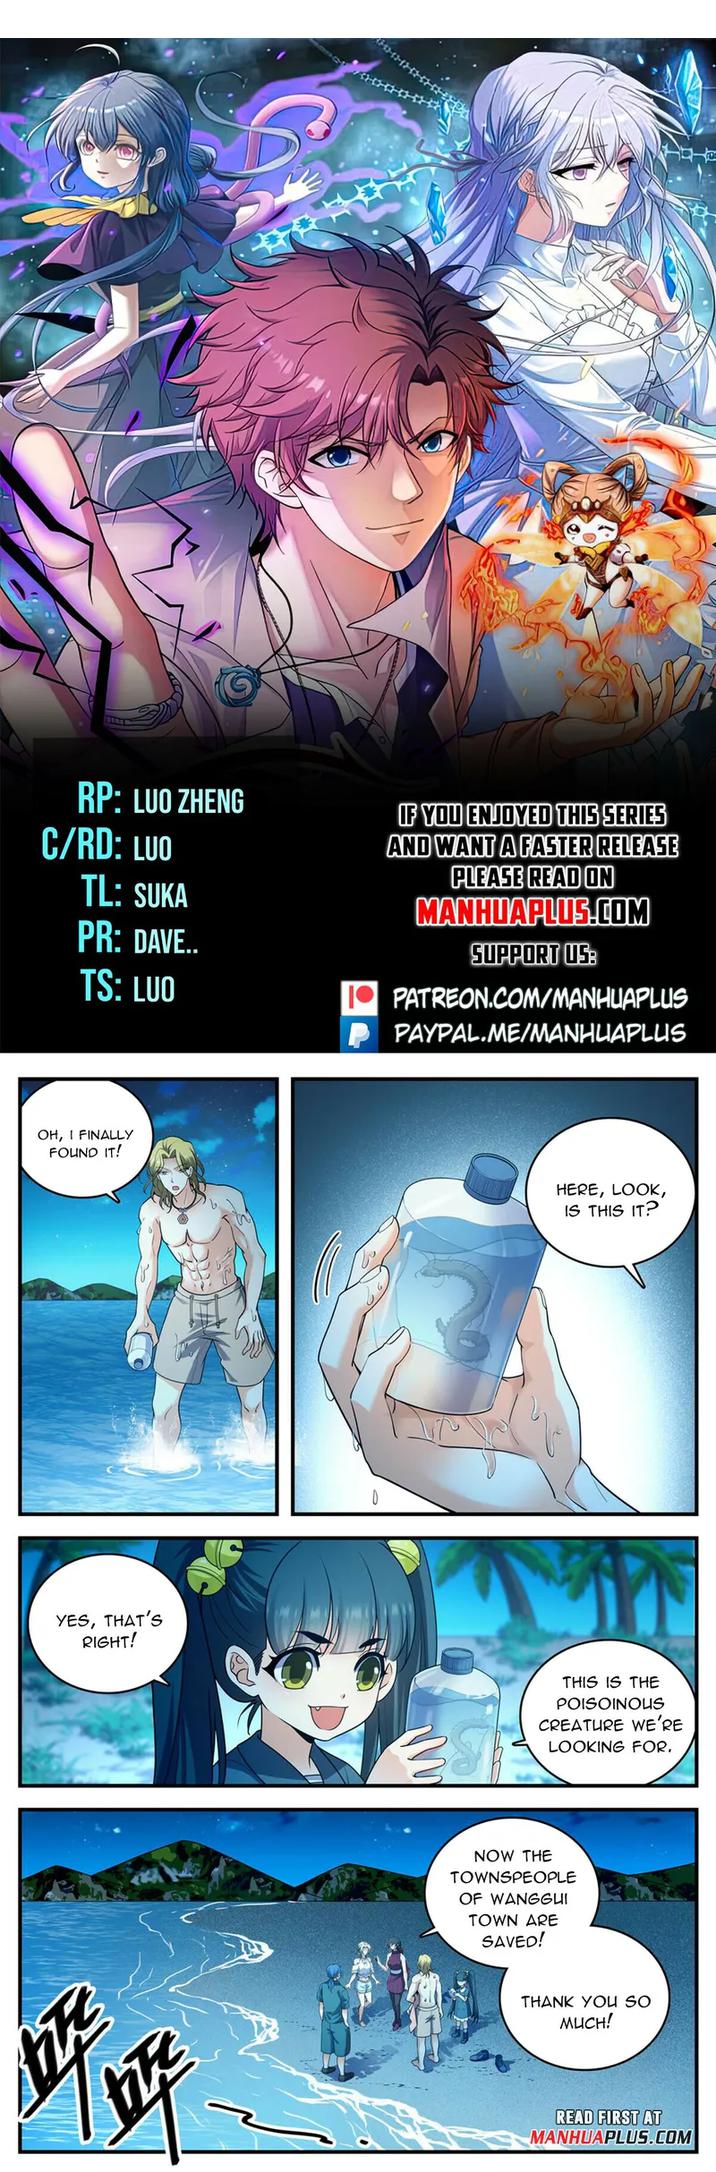 RP: LUO ZHENG
C/RD: LUO
TL: SUKA
PR: DAVE..
TS: LUO
IF YOU ENJOYED THIS SERIES
AND WANT A FASTER RELEASE
PLEASE READ ON
MANHUAPLUS.COM
SUPPORT US:
PATREON.COM/MANHUAPLUS
P PAYPAL.ME/MANHUAPLUS
OH, I FINALLY
FOUND IT!
HERE, LOOK,
IS THIS IT?
YES, THAT'S
RIGHT!
THIS IS THE
POISOINOUS
CREATURE WE'RE
LOOKING FOR.
NOW THE
TOWNSPEOPLE
OF WANGGUI
TOWN ARE
SAVED!
THANK YOU SO
MUCH!
READ FIRST AT
MANHUAPLUS.COM